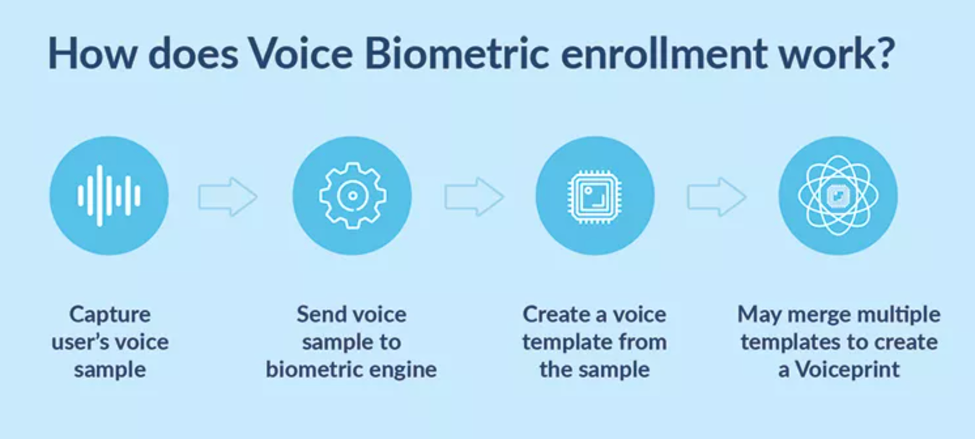 How does Voice Biometric enrollment work?
Capture
user's voice
sample
Send voice
sample to
biometric engine
Create a voice
template from
the sample
May merge multiple
templates to create
a Voiceprint